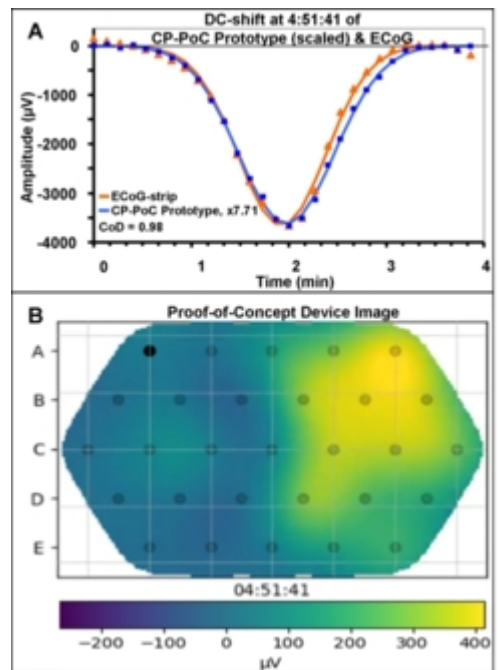 A
DC-shift at 4:51:41 of
CP-PoC Prototype (scaled) & ECoG
Amplitude (µV)
0
-1000
-2000
-3000
-4000
ECoG-strip
CP-PoC Prototype, x7.71
CoD = 0.98
0 1 2 3 4
Time (min)
B
Proof-of-Concept Device Image
A
B
C
D
E
04:51:41
−200 −100 0 100 200 300 400
µV